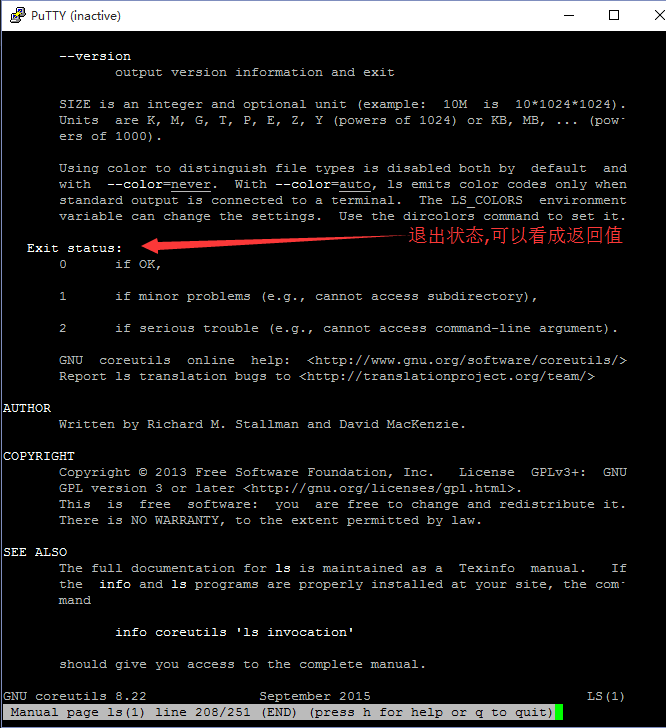 PuTTY (inactive)
--version
output version information and exit
SIZE is an integer and optional unit (example: 10M is 10*1024*1024).
Units are K, M, G, T, P, E, Z, Y (powers of 1024) or KB, MB, ... (pow‐
ers of 1000).
Using color to distinguish file types is disabled both by default and
with --color=never. With --color=auto, ls emits color codes only when
standard output is connected to a terminal. The LS_COLORS environment
variable can change the settings. Use the dircolors command to set it.
Exit status:
退出状态,可以看成返回值
0 if OK,
1 if minor problems (e.g., cannot access subdirectory),
2 if serious trouble (e.g., cannot access command-line argument).
GNU coreutils online help: <http://www.gnu.org/software/coreutils/>
Report ls translation bugs to <http://translationproject.org/team/>
AUTHOR
Written by Richard M. Stallman and David MacKenzie.
COPYRIGHT
Copyright © 2013 Free Software Foundation, Inc. License GPLv3+: GNU
GPL version 3 or later <http://gnu.org/licenses/gpl.html>.
This is free software: you are free to change and redistribute it.
There is NO WARRANTY, to the extent permitted by law.
SEE ALSO
The full documentation for ls is maintained as a Texinfo manual. If
the info and ls programs are properly installed at your site, the com‐
mand
info coreutils 'ls invocation'
should give you access to the complete manual.
GNU coreutils 8.22 September 2015 LS(1)
Manual page ls(1) line 208/251 (END) (press h for help or q to quit)